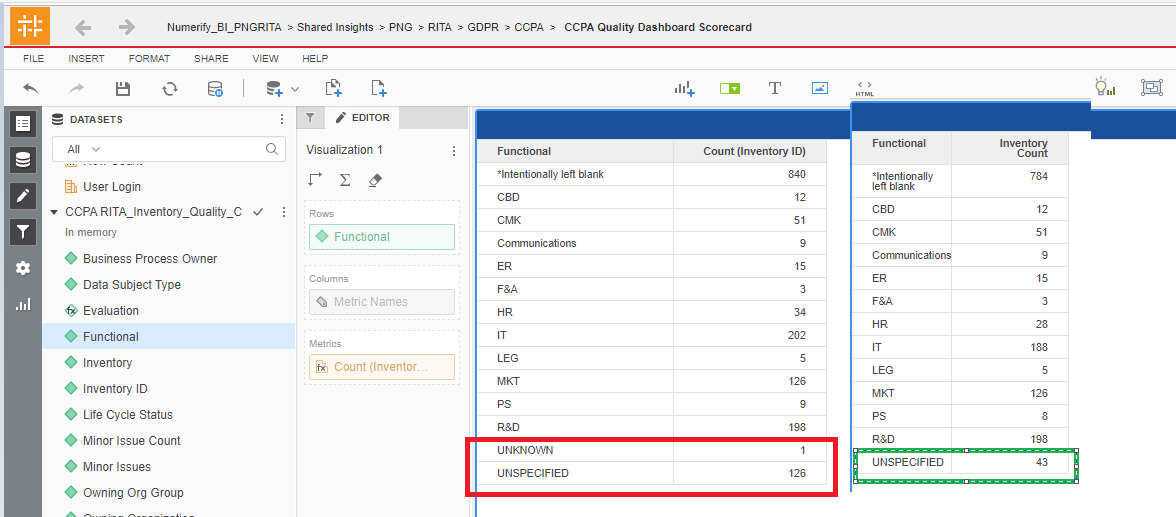 Numerify_BI_PNGRITA > Shared Insights > PNG > RITA > GDPR > CCPA > CCPA Quality Dashboard Scorecard
FILE INSERT FORMAT SHARE VIEW HELP
T
< >
HTML
DATASETS
All
User Login
CCPA RITA_Inventory_Quality_C
In memory
Business Process Owner
Data Subject Type
fx Evaluation
Functional
Inventory
Inventory ID
Life Cycle Status
Minor Issue Count
Minor Issues
Owning Org Group
EDITOR
Visualization 1
Σ
Rows
Functional
Columns
Metric Names
Metrics
fx Count (Inventor...
Functional Count (Inventory ID)
*Intentionally left blank 840
CBD 12
CMK 51
Communications 9
ER 15
F&A 3
HR 34
IT 202
LEG 5
MKT 126
PS 9
R&D 198
UNKNOWN 1
UNSPECIFIED 126
Functional Inventory
Count
*Intentionally 784
left blank
CBD 12
CMK 51
Communications 9
ER 15
F&A 3
HR 28
IT 188
LEG 5
MKT 126
PS 8
R&D 198
UNSPECIFIED 43